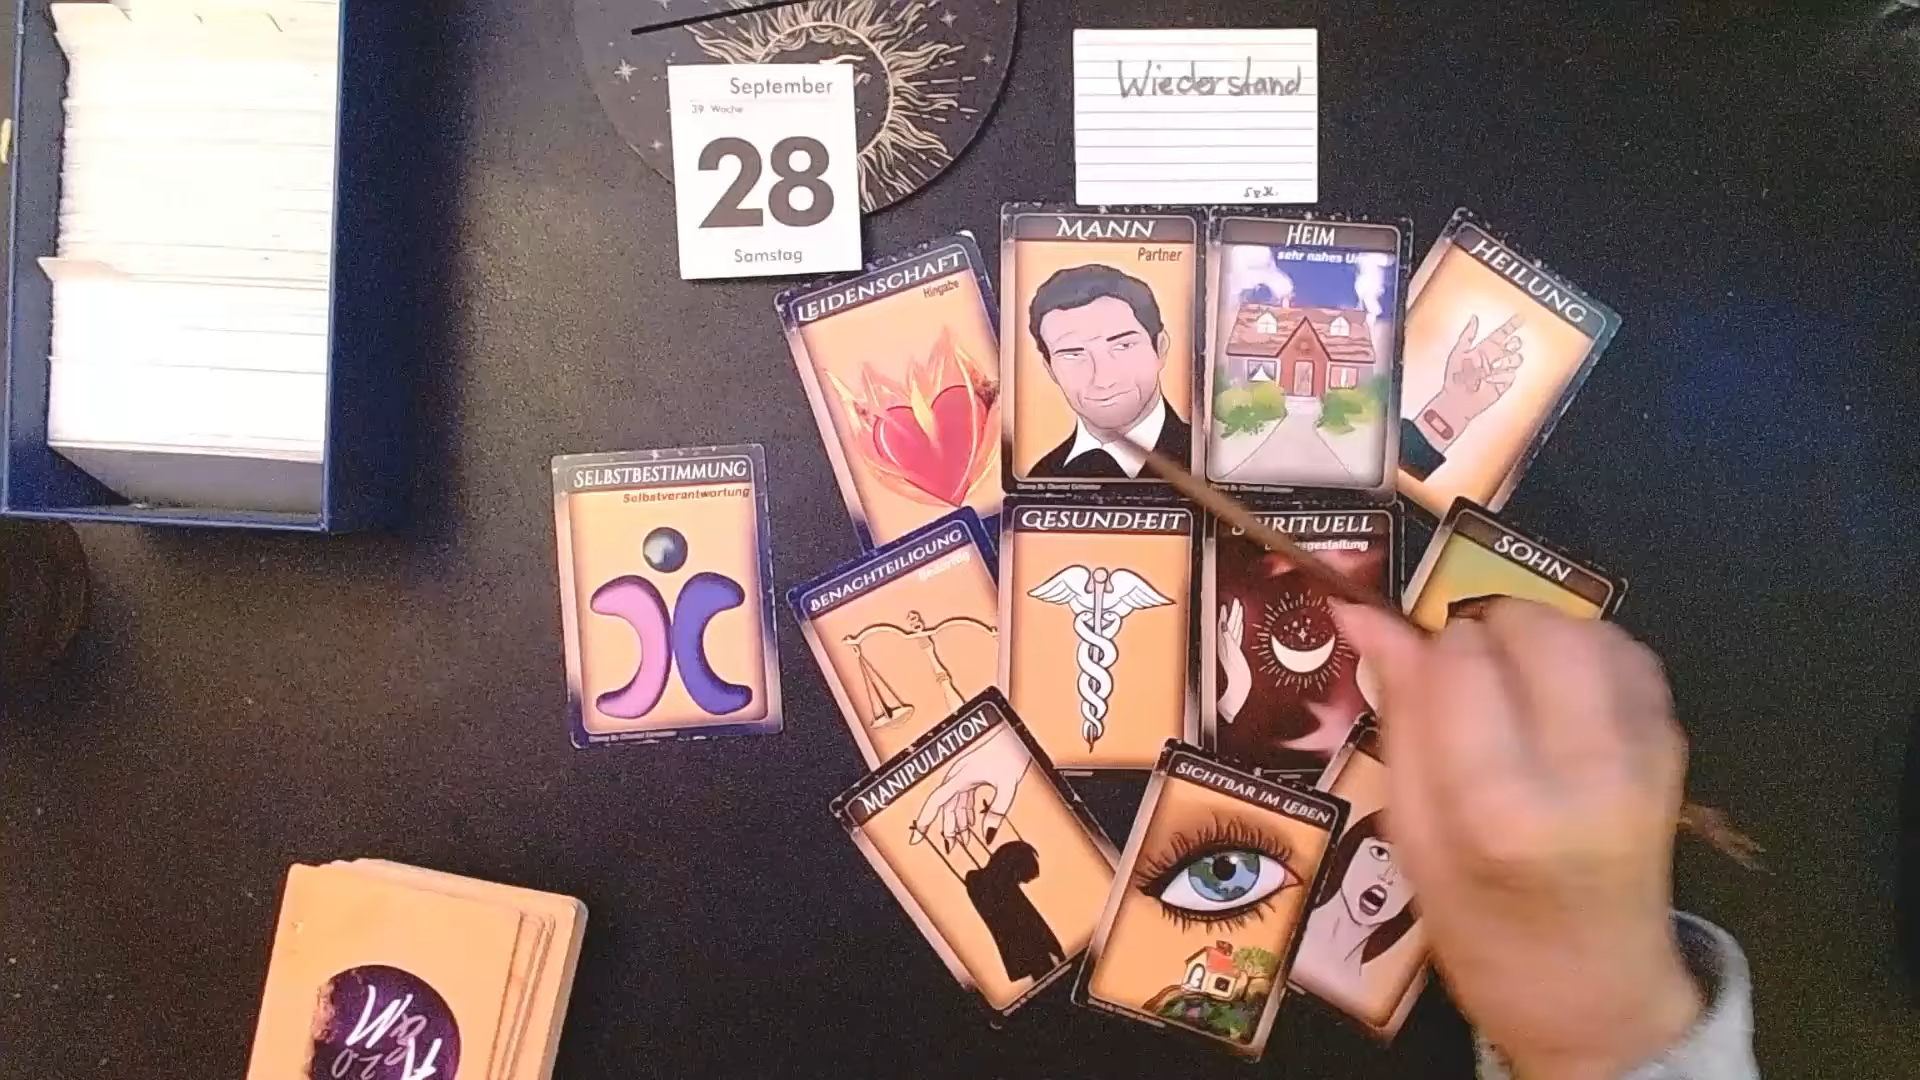 September
39. Woche
28
Samstag
Wiederstand
MANN
Partner
HEIM
sehr nahes
HEILUNG
LEIDENSCHAFT
Hingabe
SELBSTBESTIMMUNG
Selbstverantwortung
BENACHTEILIGUNG
GESUNDHEIT
SPIRITUELL
SOHN
MANIPULATION
SICHTBAR IM LEBEN